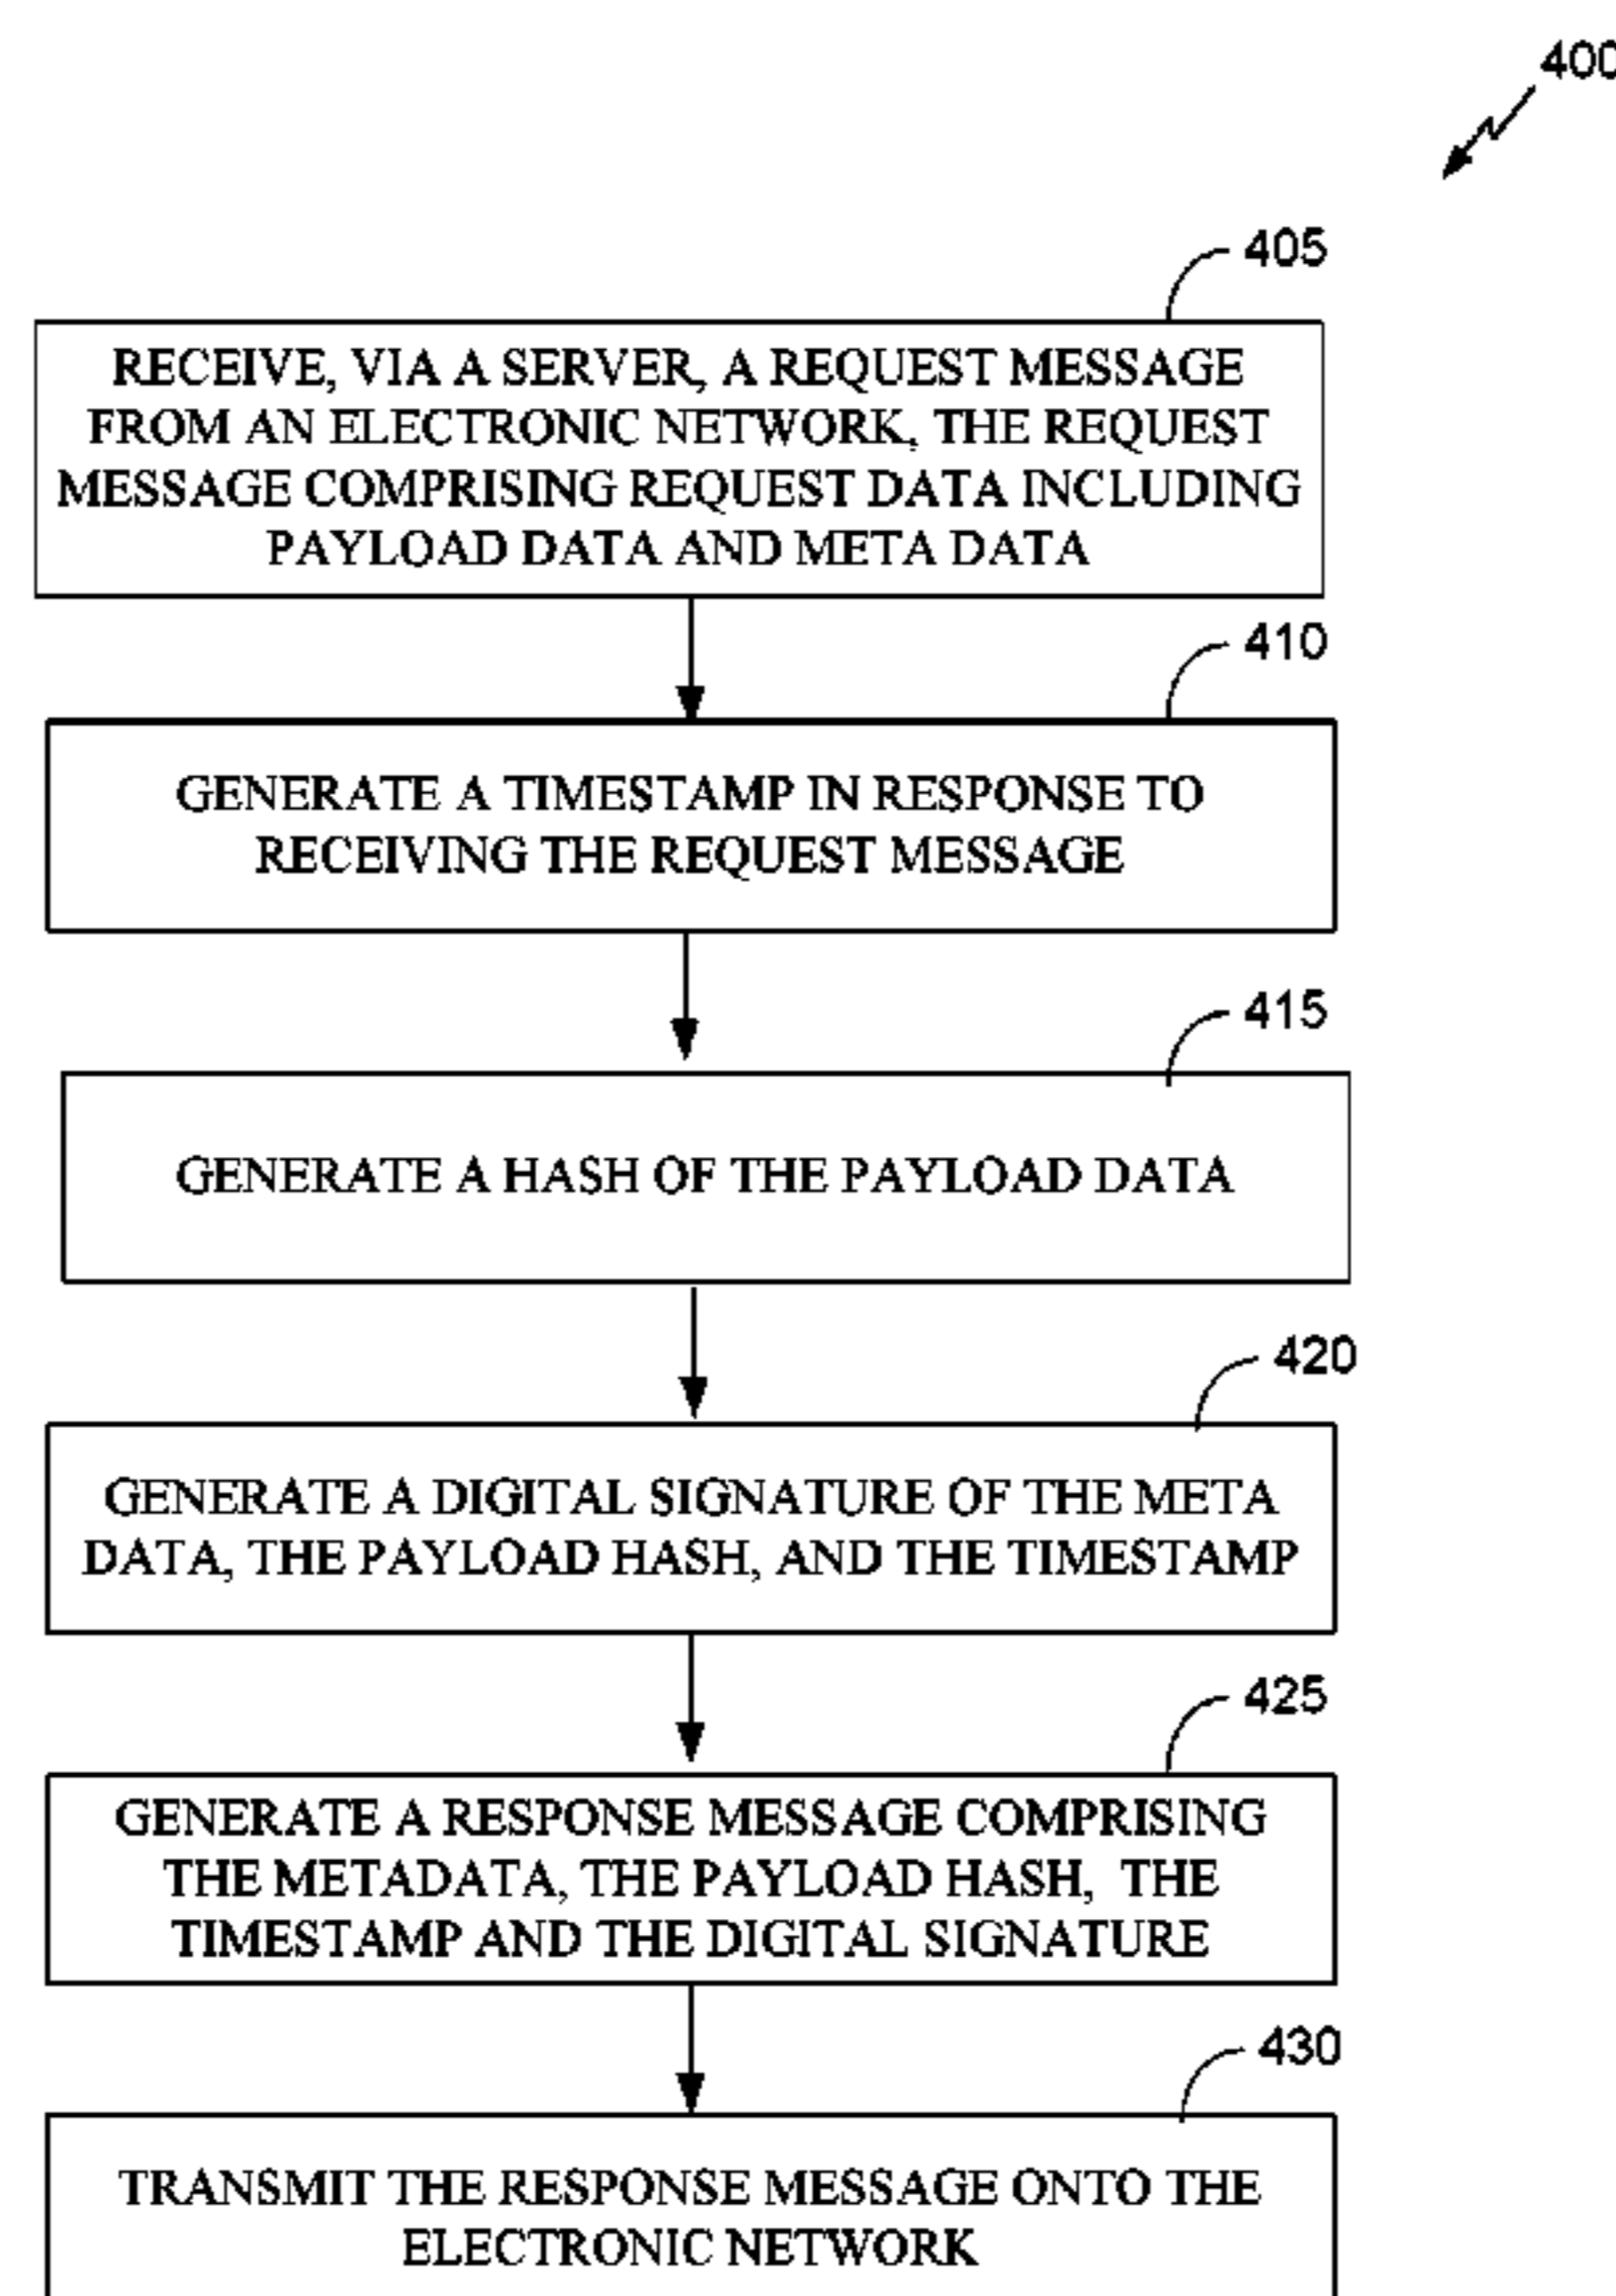 400
405
RECEIVE, VIA A SERVER, A REQUEST MESSAGE
FROM AN ELECTRONIC NETWORK, THE REQUEST
MESSAGE COMPRISING REQUEST DATA INCLUDING
PAYLOAD DATA AND META DATA
410
GENERATE A TIMESTAMP IN RESPONSE TO
RECEIVING THE REQUEST MESSAGE
415
GENERATE A HASH OF THE PAYLOAD DATA
420
GENERATE A DIGITAL SIGNATURE OF THE META
DATA, THE PAYLOAD HASH, AND THE TIMESTAMP
425
GENERATE A RESPONSE MESSAGE COMPRISING
THE METADATA, THE PAYLOAD HASH, THE
TIMESTAMP AND THE DIGITAL SIGNATURE
430
TRANSMIT THE RESPONSE MESSAGE ONTO THE
ELECTRONIC NETWORK